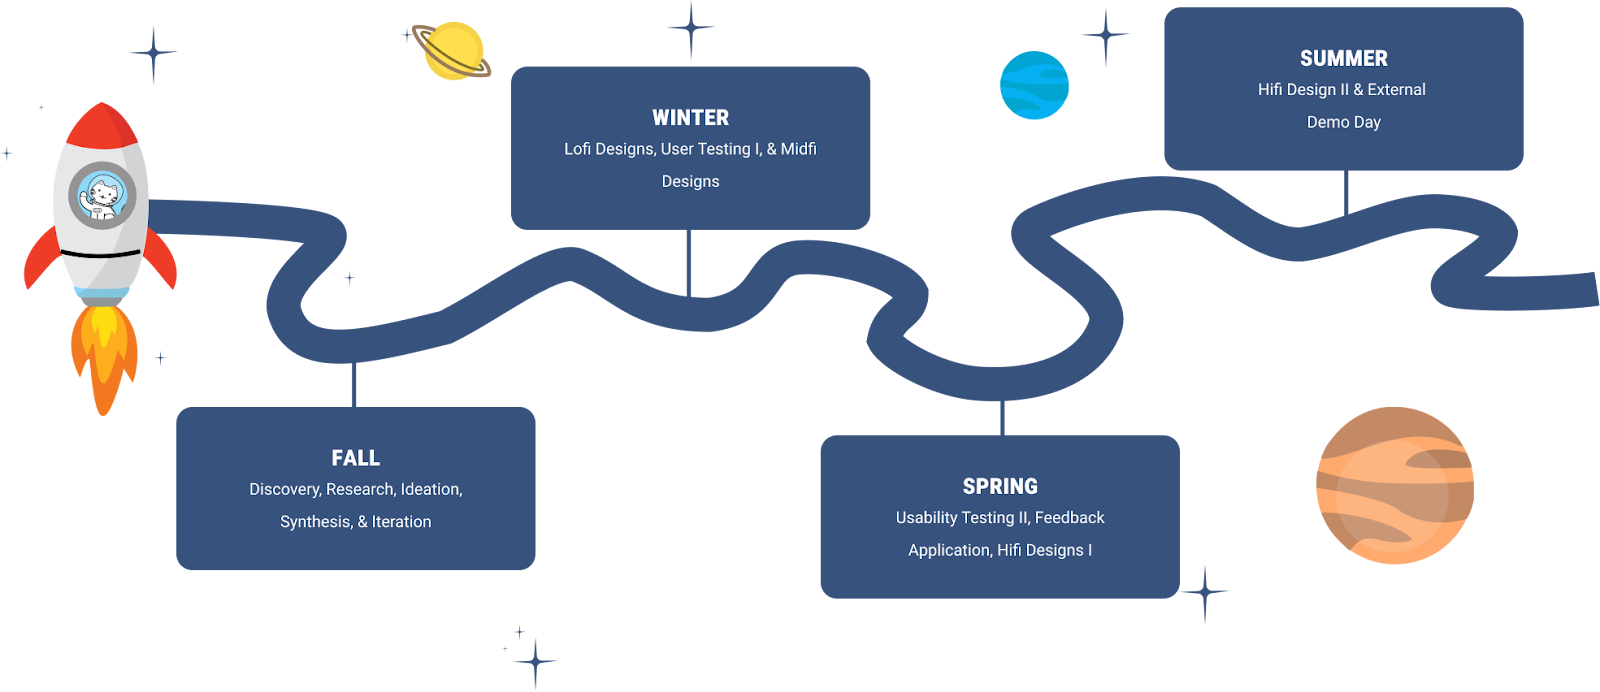 FALL
Discovery, Research, Ideation,
Synthesis, & Iteration
WINTER
Lofi Designs, User Testing I, & Midfi
Designs
SPRING
Usability Testing II, Feedback
Application, Hifi Designs I
SUMMER
Hifi Design II & External
Demo Day